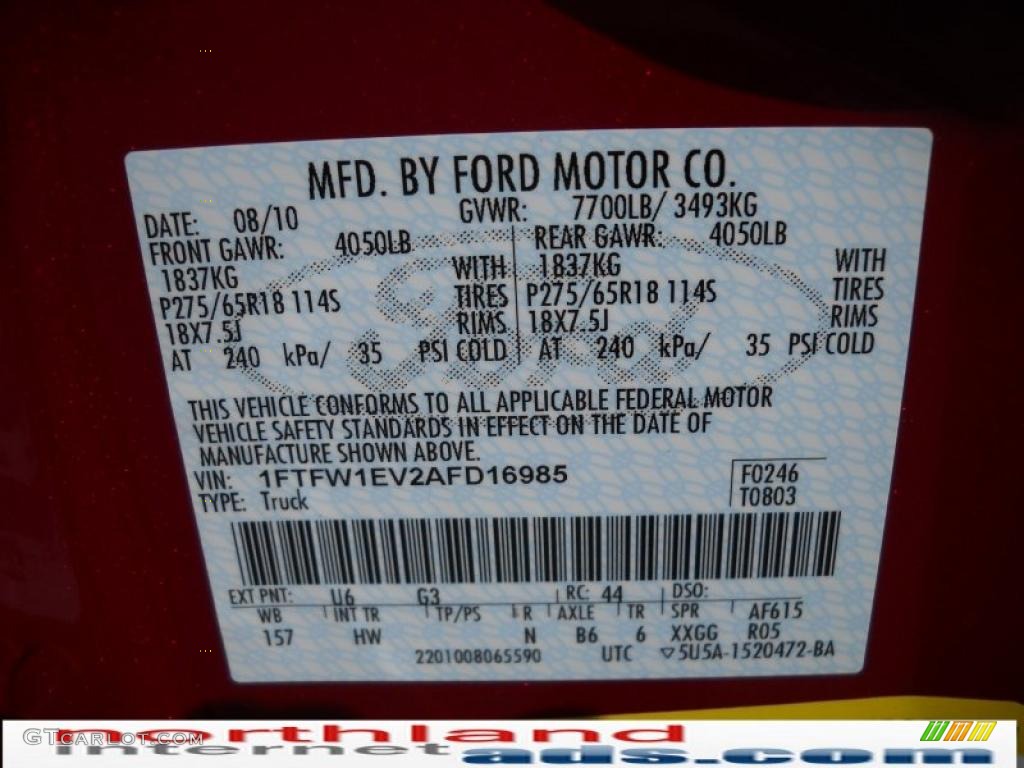 MFD. BY FORD MOTOR CO.
DATE: 08/10 GVWR: 7700LB/ 3493KG
FRONT GAWR: 4050LB REAR GAWR: 4050LB
1837KG WITH 1837KG WITH
P275/65R18 114S TIRES P275/65R18 114S TIRES
18X7.5J RIMS 18X7.5J RIMS
AT 240 kPa/ 35 PSI COLD AT 240 kPa/ 35 PSI COLD
Ford
THIS VEHICLE CONFORMS TO ALL APPLICABLE FEDERAL MOTOR
VEHICLE SAFETY STANDARDS IN EFFECT ON THE DATE OF
MANUFACTURE SHOWN ABOVE.
VIN: 1FTFW1EV2AFD16985 F0246
TYPE: Truck T0803
EXT PNT: U6 G3 RC: 44 DSO:
WB INT TR TP/PS R AXLE TR SPR AF615
157 HW N B6 6 XXGG R05
2201008065590 UTC ▽5U5A-1520472-BA
GTCarLot.com
northland
internet ads.com